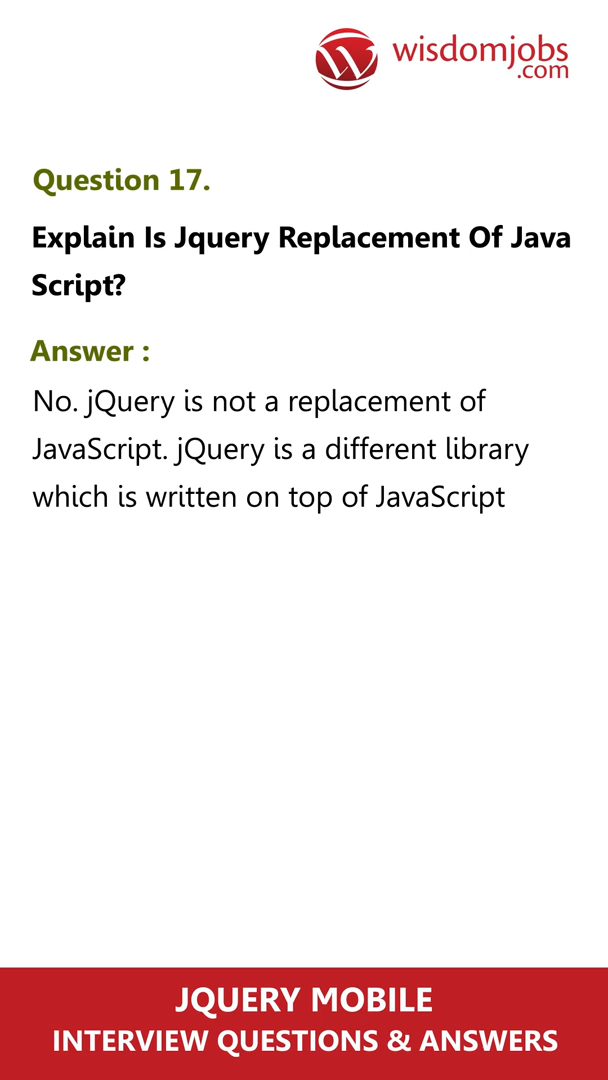 wisdomjobs
.com
Question 17.
Explain Is Jquery Replacement Of Java
Script?
Answer :
No. jQuery is not a replacement of
JavaScript. jQuery is a different library
which is written on top of JavaScript
JQUERY MOBILE
INTERVIEW QUESTIONS & ANSWERS